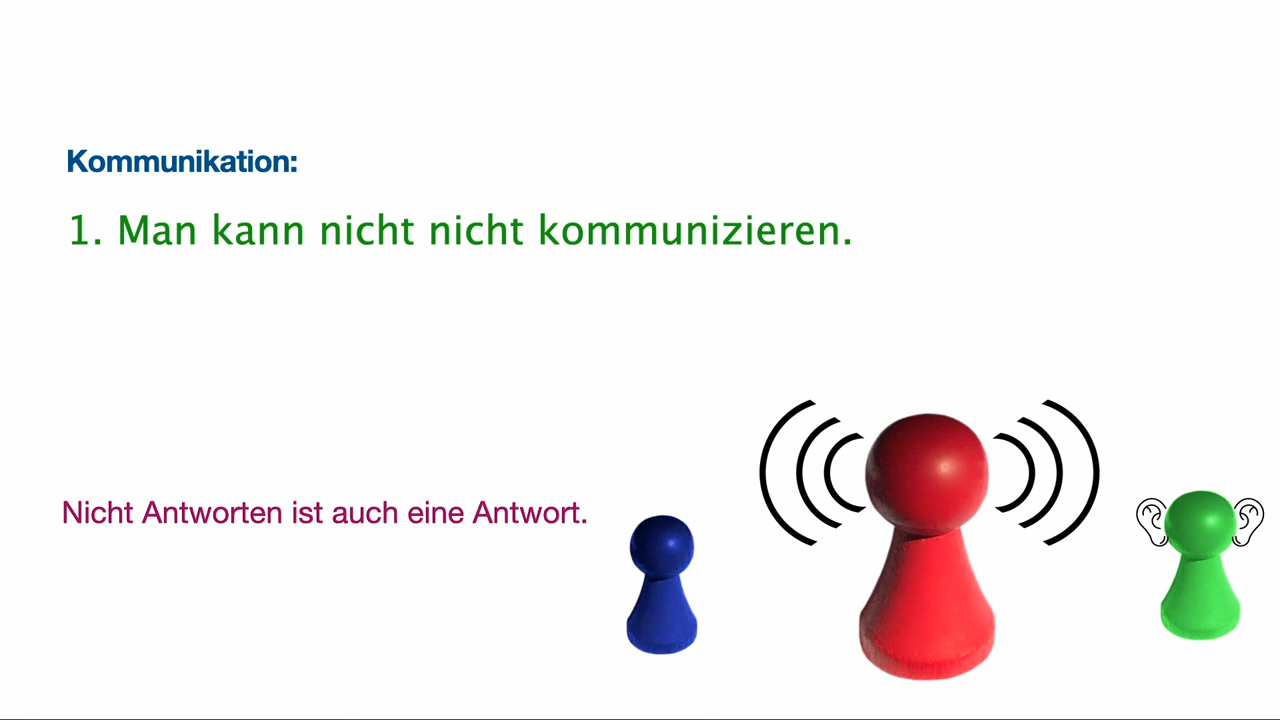 Kommunikation:
1. Man kann nicht nicht kommunizieren.
Nicht Antworten ist auch eine Antwort.